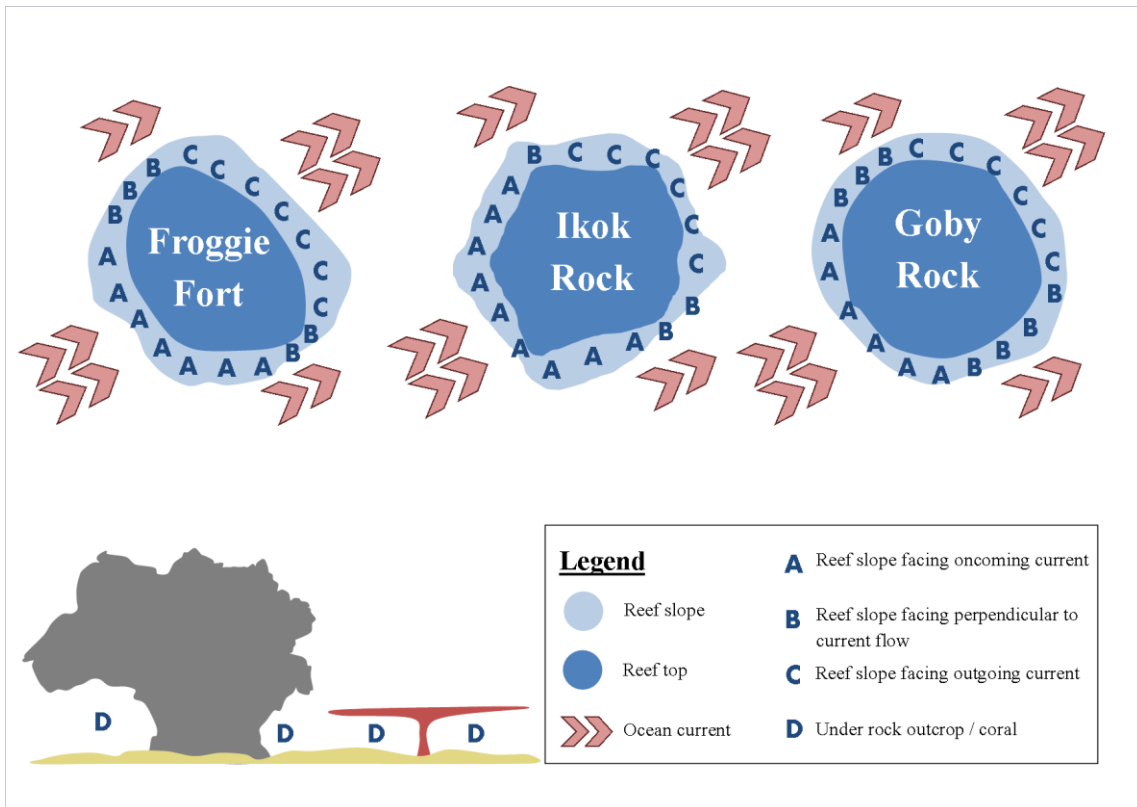 C
B C
B C
B C
C
A C
A C
A B
A B
A A A
Froggie
Fort
B C C C
A C
A C
A C
A
A B
A A B
A A
Ikok
Rock
B C C C
B C
B C
A C
A C
B
A B
A B
A A B
Goby
Rock
D D D D
Legend
Reef slope
Reef top
Ocean current
A Reef slope facing oncoming current
B Reef slope facing perpendicular to
current flow
C Reef slope facing outgoing current
D Under rock outcrop / coral